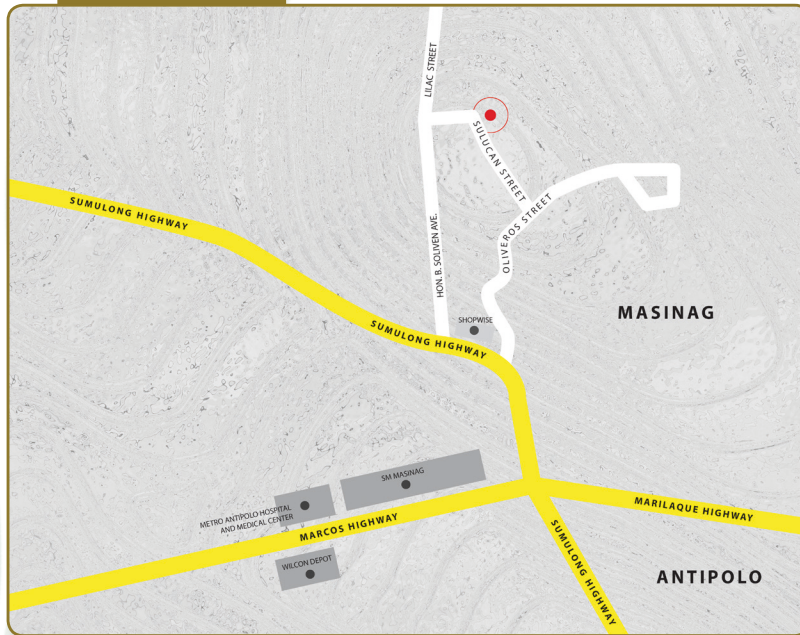 LILAC STREET
SULUCAN STREET
SUMULONG HIGHWAY
OLIVEROS STREET
HON. B. SOLIVEN AVE.
MASINAG
SHOPWISE
SUMULONG HIGHWAY
SM MASINAG
METRO ANTIPOLO HOSPITAL
AND MEDICAL CENTER
MARCOS HIGHWAY
MARILAQUE HIGHWAY
SUMULONG HIGHWAY
WILCON DEPOT
ANTIPOLO